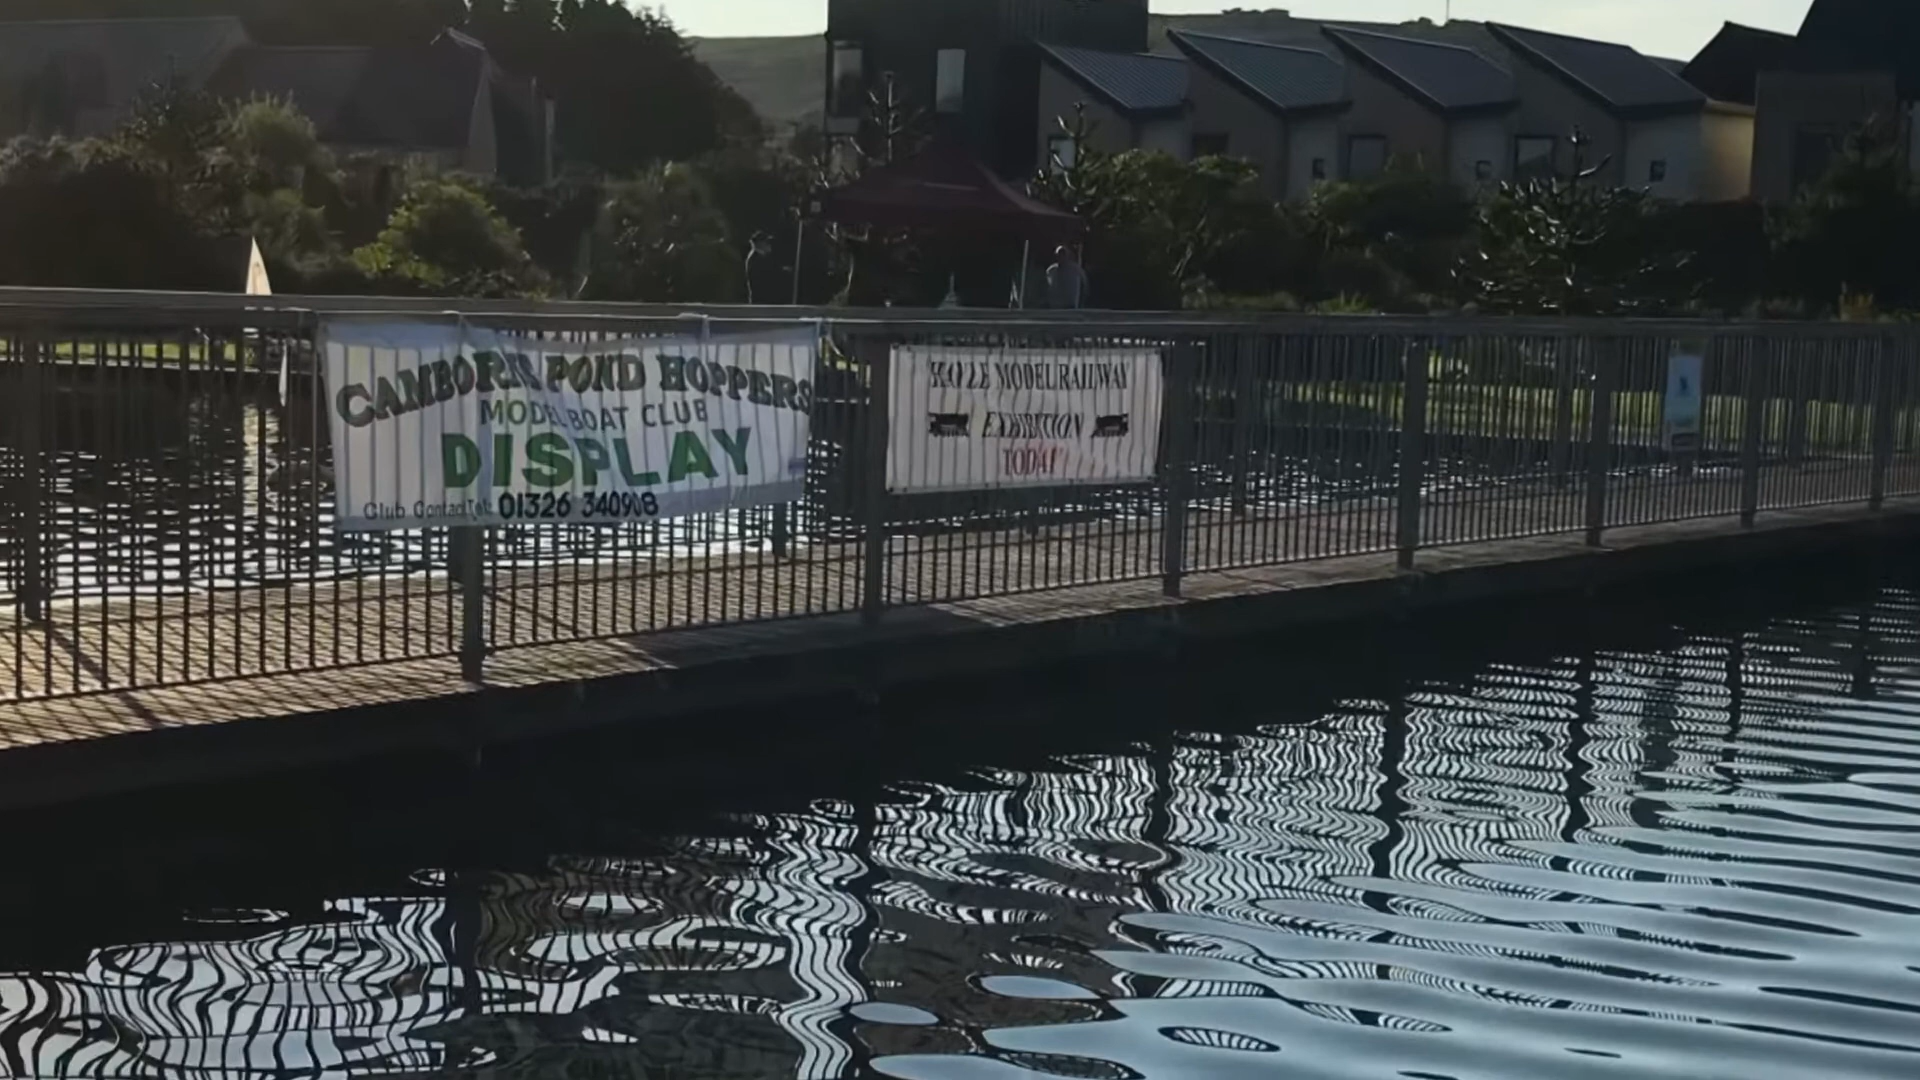 CAMBORNE POND HOPPERS
MODEL BOAT CLUB
DISPLAY
Club Contact Tel: 01326 340908
HAYLE MODEL RAILWAY
EXHIBITION
TODAY